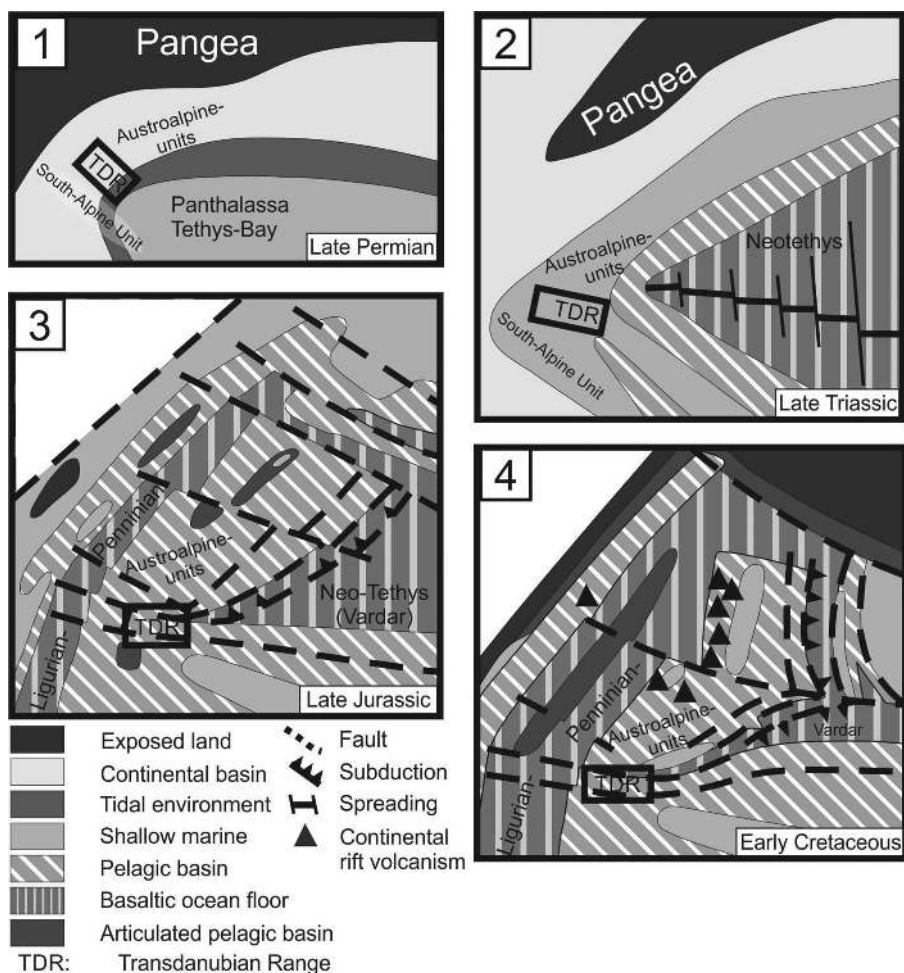 1
Pangea
Austroalpine-
units
TDR
South-Alpine Unit
Panthalassa
Tethys-Bay
Late Permian
2
Pangea
Austroalpine-
units
Neotethys
TDR
South-Alpine Unit
Late Triassic
3
Penninian
Austroalpine-
units
Neo-Tethys
(Vardar)
TDR
Ligurian-
Late Jurassic
4
Penninian-
Austroalpine-
units
Vardar
TDR
Ligurian-
Early Cretaceous
Exposed land
Continental basin
Tidal environment
Shallow marine
Pelagic basin
Basaltic ocean floor
Articulated pelagic basin
TDR: Transdanubian Range
Fault
Subduction
Spreading
Continental
rift volcanism